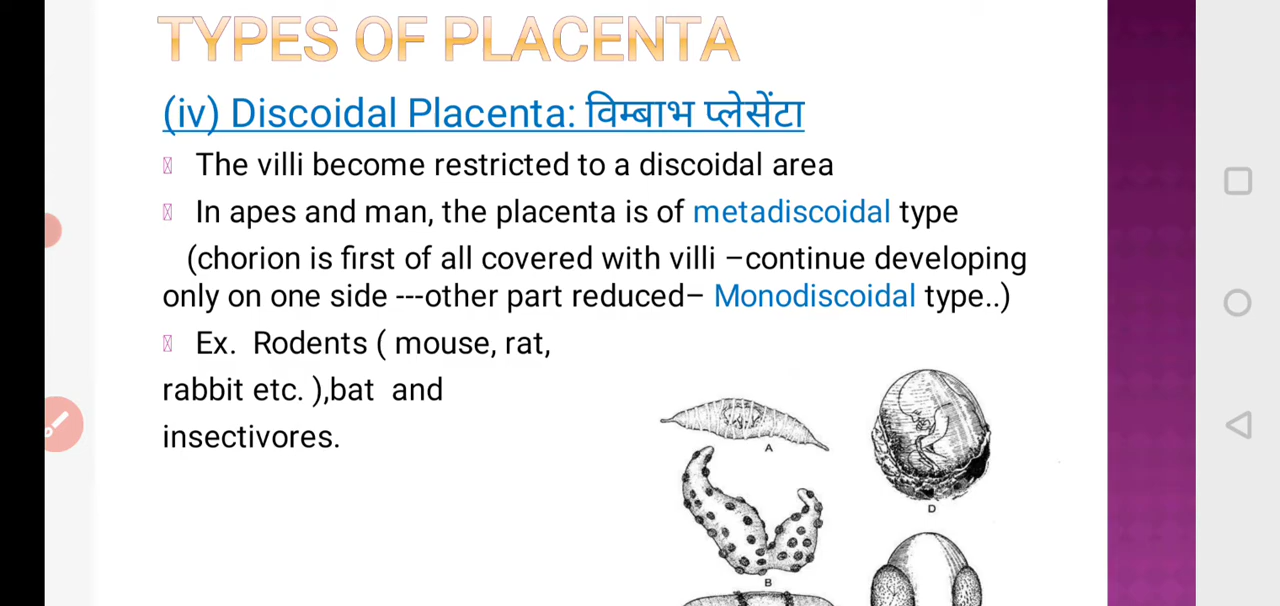 TYPES OF PLACENTA
(iv) Discoidal Placenta: विम्बाभ प्लेसेंटा
The villi become restricted to a discoidal area
In apes and man, the placenta is of metadiscoidal type
(chorion is first of all covered with villi –continue developing
only on one side ---other part reduced– Monodiscoidal type..)
Ex. Rodents ( mouse, rat,
rabbit etc. ),bat and
insectivores.
A
D
B